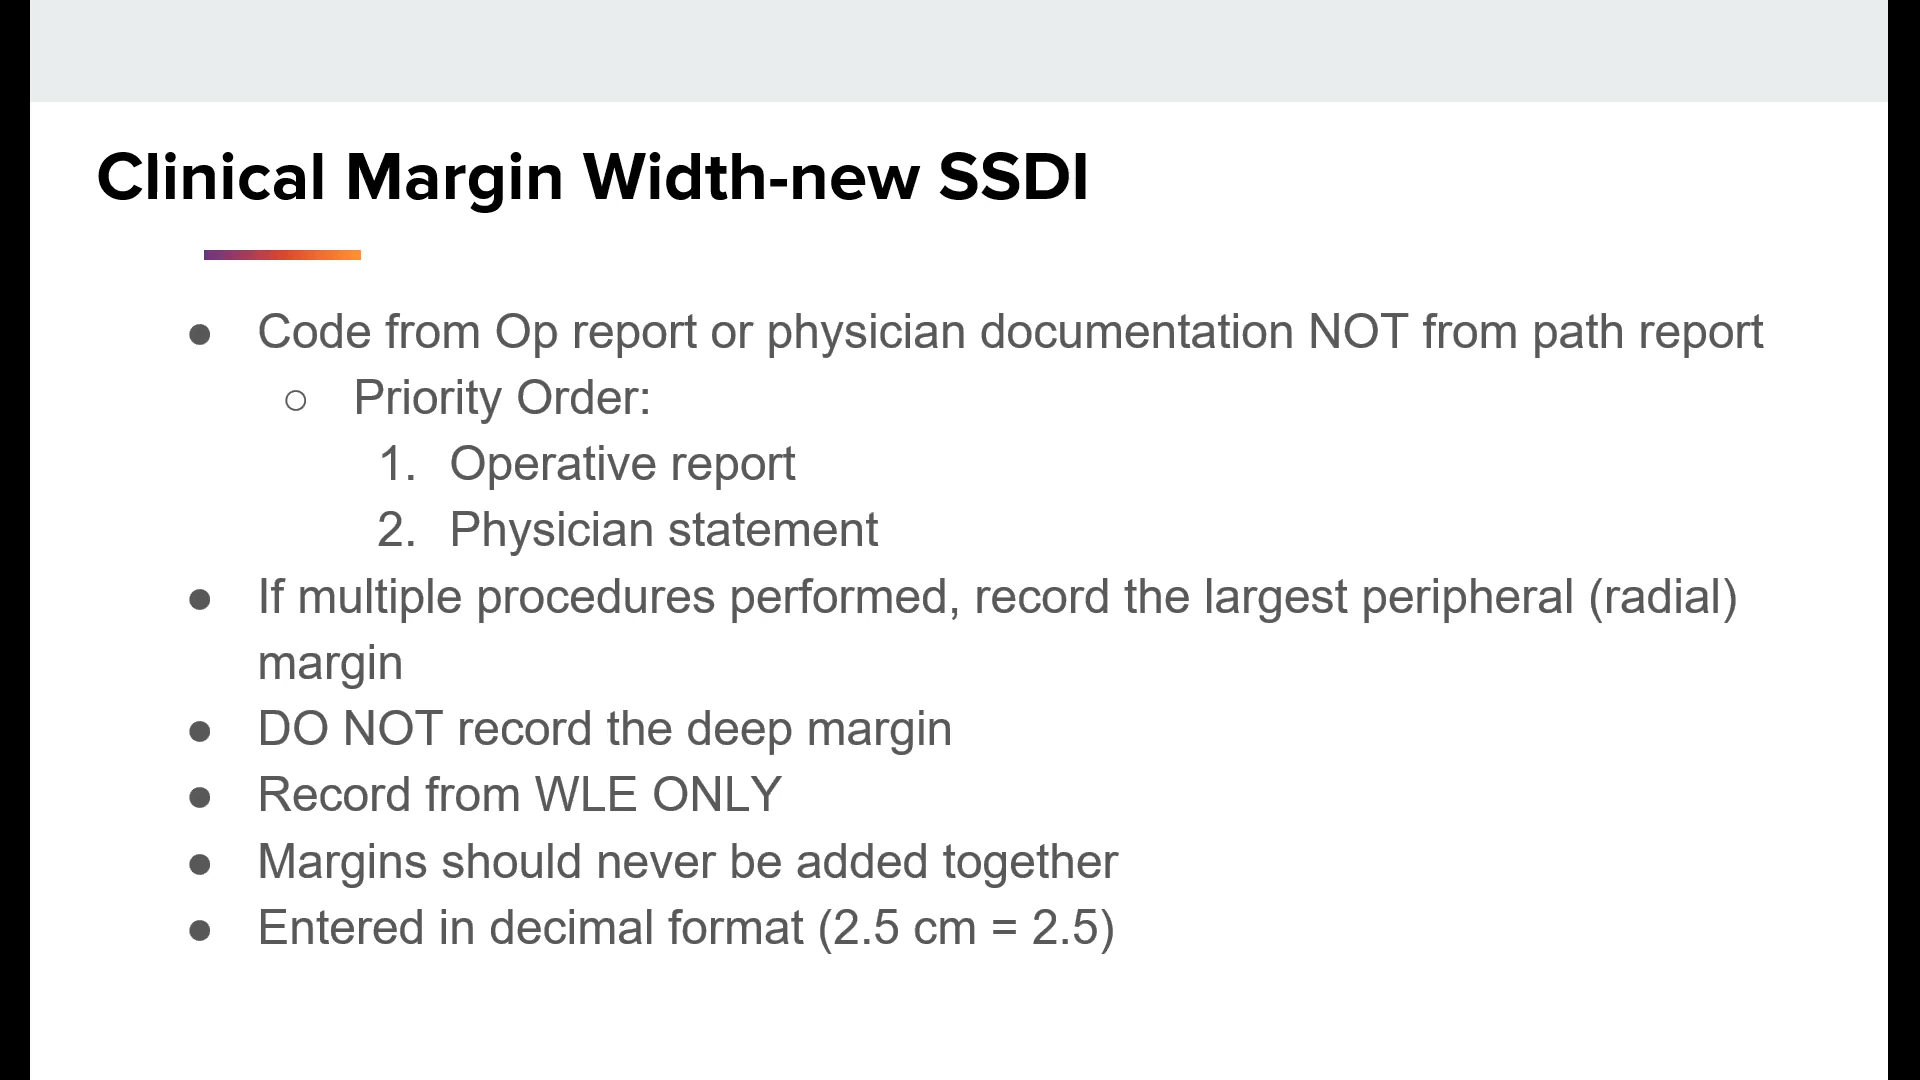 Clinical Margin Width-new SSDI
● Code from Op report or physician documentation NOT from path report
○ Priority Order:
1. Operative report
2. Physician statement
● If multiple procedures performed, record the largest peripheral (radial)
margin
● DO NOT record the deep margin
● Record from WLE ONLY
● Margins should never be added together
● Entered in decimal format (2.5 cm = 2.5)